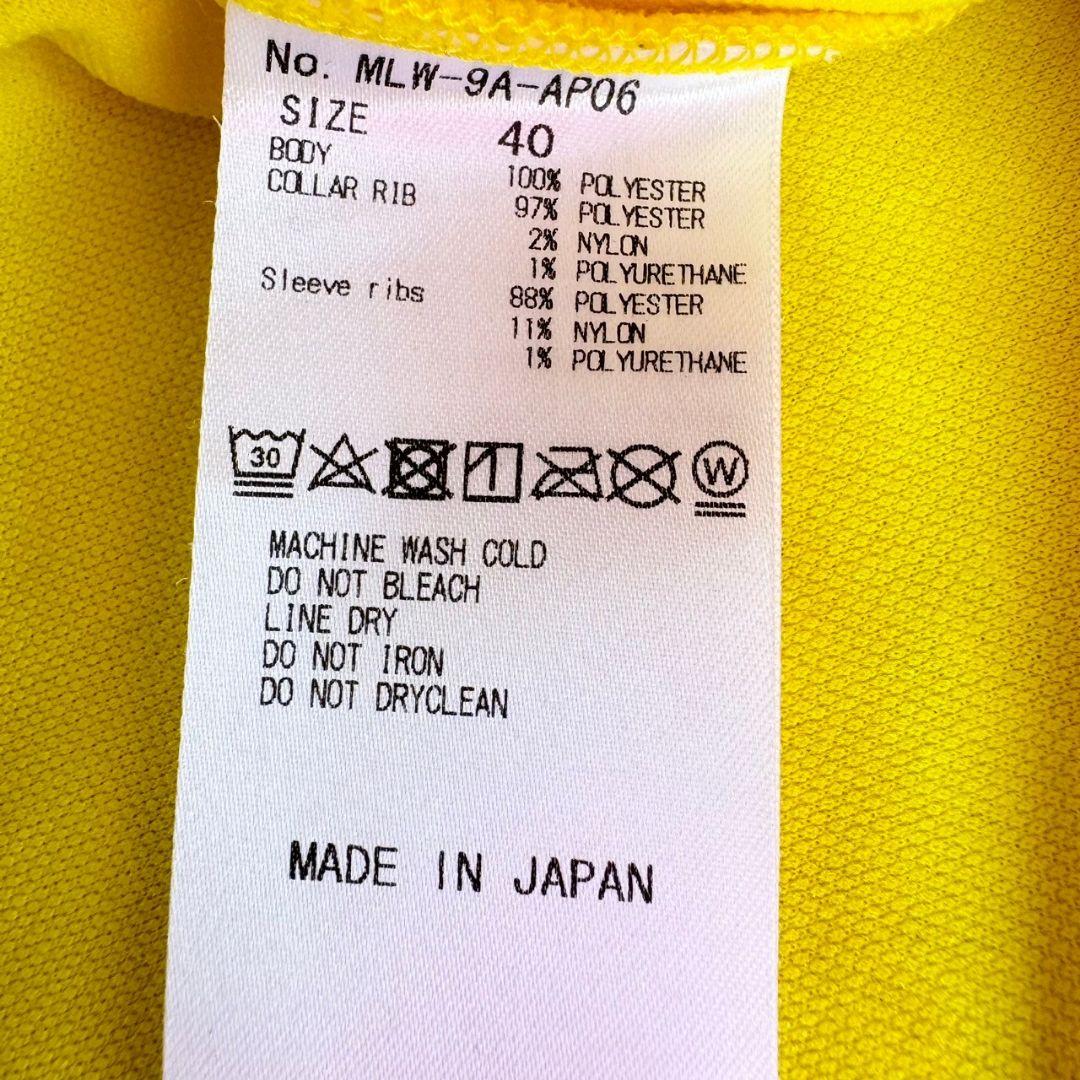 No. MLW-9A-AP06
SIZE 40
BODY 100% POLYESTER
COLLAR RIB 97% POLYESTER
2% NYLON
1% POLYURETHANE
Sleeve ribs 88% POLYESTER
11% NYLON
1% POLYURETHANE
30 W
MACHINE WASH COLD
DO NOT BLEACH
LINE DRY
DO NOT IRON
DO NOT DRYCLEAN
MADE IN JAPAN